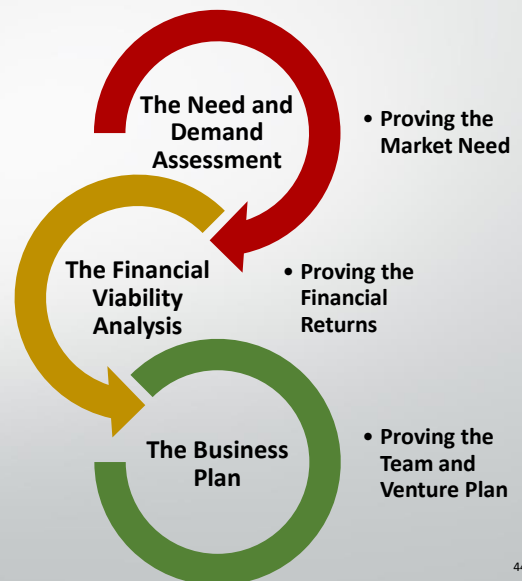 The Need and
Demand
Assessment
• Proving the
Market Need
The Financial
Viability
Analysis
• Proving the
Financial
Returns
The Business
Plan
• Proving the
Team and
Venture Plan
44